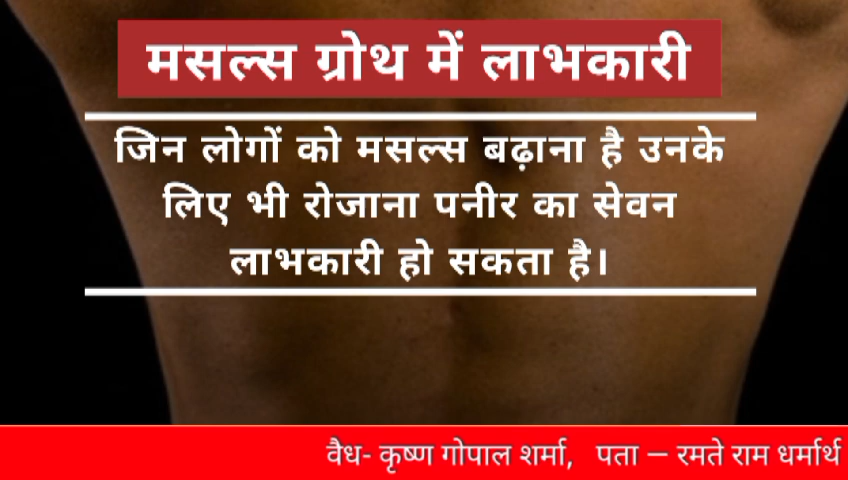 मसल्स ग्रोथ में लाभकारी
जिन लोगों को मसल्स बढ़ाना है उनके
लिए भी रोजाना पनीर का सेवन
लाभकारी हो सकता है।
वैध- कृष्ण गोपाल शर्मा, पता – रमते राम धर्मार्थ